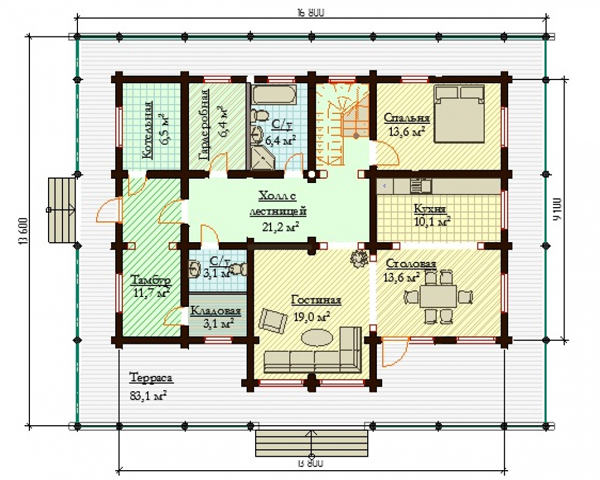 16 800
Котельная
6,5 м²
Гардеробная
6,4 м²
С/у
6,4 м²
Спальня
13,6 м²
Холл с
лестницей
21,2 м²
Кухня
10,1 м²
13 600
9 100
Тамбур
11,7 м²
С/у
3,1 м²
Кладовая
3,1 м²
Гостиная
19,0 м²
Столовая
13,6 м²
Терраса
83,1 м²
13 800